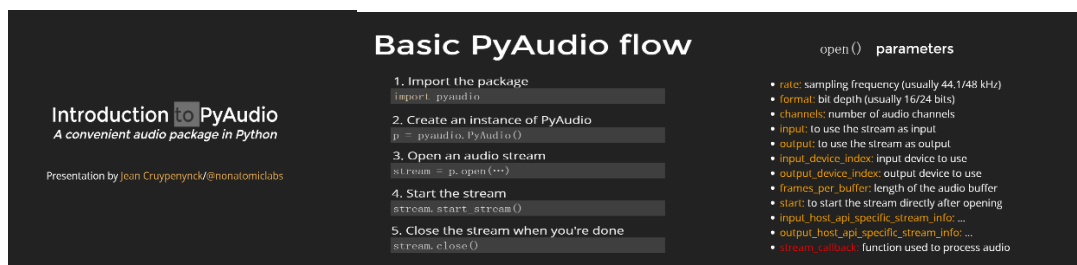 Introduction to PyAudio
A convenient audio package in Python
Presentation by Jean Cruypenynck/@nonatomiclabs
Basic PyAudio flow
1. Import the package
import pyaudio
2. Create an instance of PyAudio
p = pyaudio.PyAudio()
3. Open an audio stream
stream = p.open(…)
4. Start the stream
stream.start_stream()
5. Close the stream when you're done
stream.close()
open() parameters
• rate: sampling frequency (usually 44.1/48 kHz)
• format: bit depth (usually 16/24 bits)
• channels: number of audio channels
• input: to use the stream as input
• output: to use the stream as output
• input_device_index: input device to use
• output_device_index: output device to use
• frames_per_buffer: length of the audio buffer
• start: to start the stream directly after opening
• input_host_api_specific_stream_info: ...
• output_host_api_specific_stream_info: ...
• stream_callback: function used to process audio